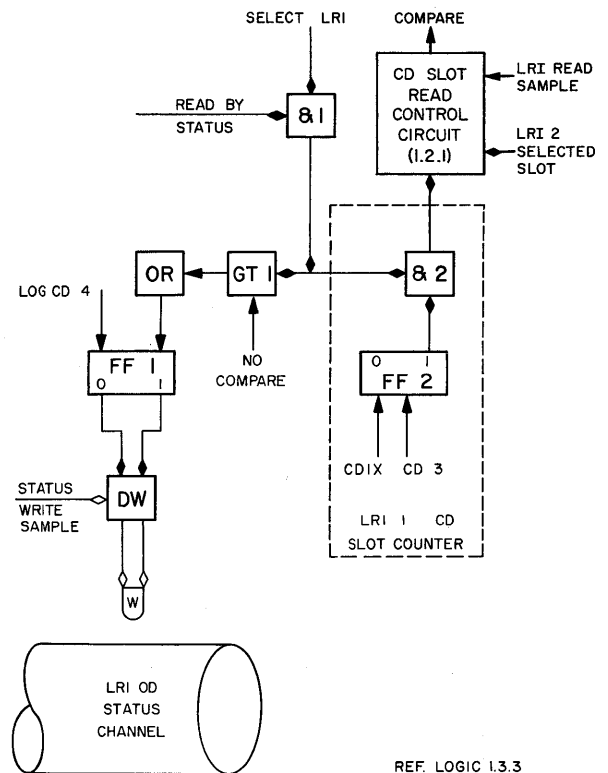 SELECT LRI
COMPARE
CD SLOT
READ
CONTROL
CIRCUIT
(1.2.1)
LRI READ
SAMPLE
LRI 2
SELECTED
SLOT
READ BY
STATUS
& 1
OR
GT 1
& 2
LOG CD 4
NO
COMPARE
FF 1
0 1
0 1
FF 2
CD1X CD 3
LRI 1 CD
SLOT COUNTER
STATUS
WRITE
SAMPLE
DW
W
LRI OD
STATUS
CHANNEL
REF. LOGIC 1.3.3